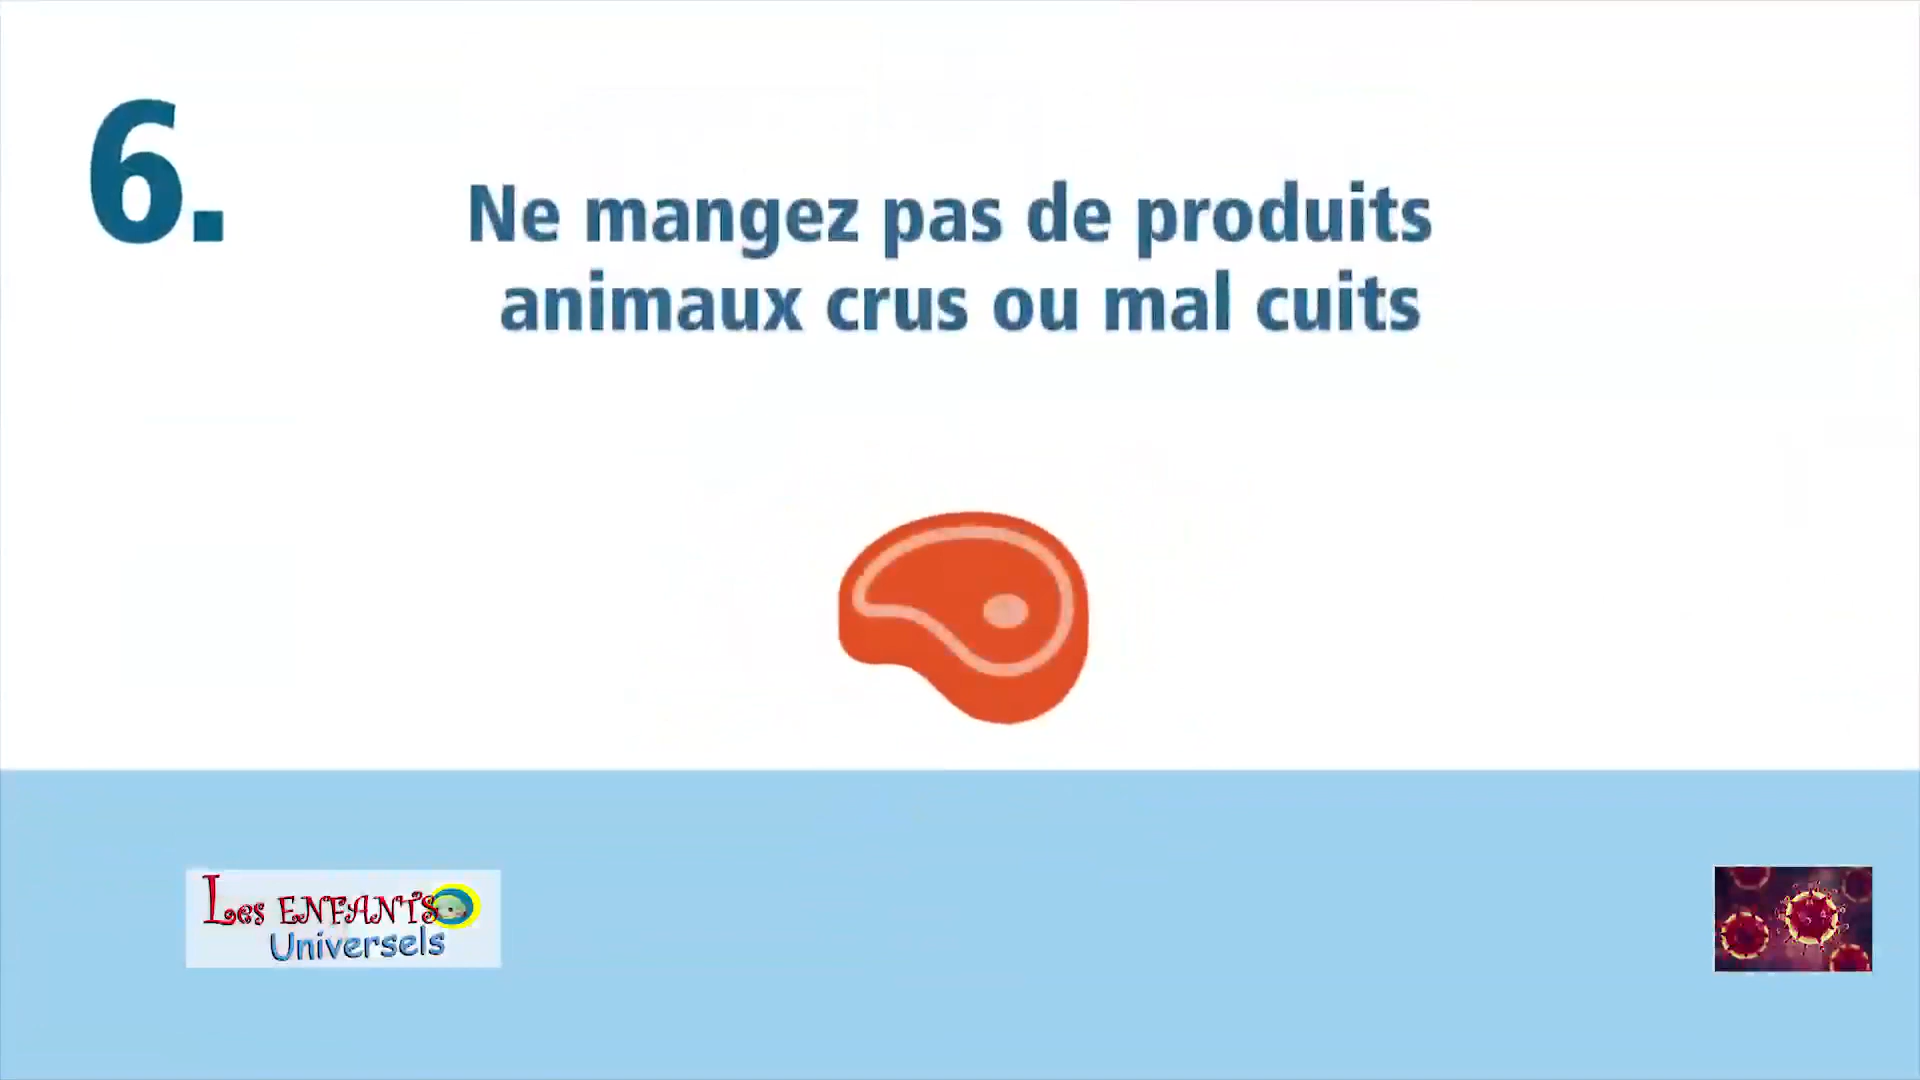 6.
Ne mangez pas de produits
animaux crus ou mal cuits
Les ENFANTS
Universels